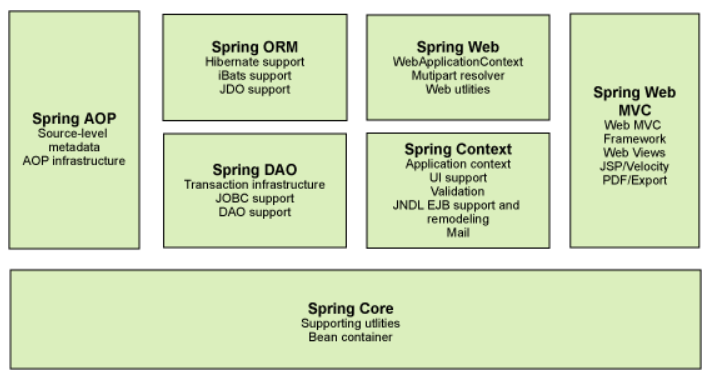 Spring AOP
Source-level
metadata
AOP infrastructure
Spring ORM
Hibernate support
iBats support
JDO support
Spring DAO
Transaction infrastructure
JOBC support
DAO support
Spring Web
WebApplicationContext
Mutipart resolver
Web utlities
Spring Context
Application context
UI support
Validation
JNDL EJB support and
remodeling
Mail
Spring Web
MVC
Web MVC
Framework
Web Views
JSP/Velocity
PDF/Export
Spring Core
Supporting utlities
Bean container